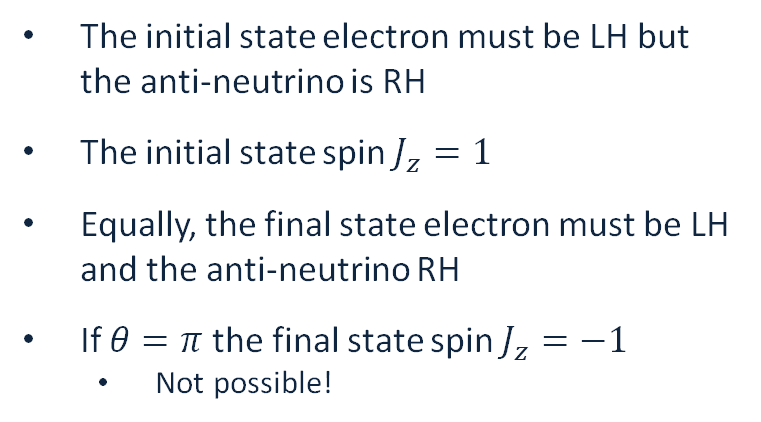 • The initial state electron must be LH but
the anti-neutrino is RH
• The initial state spin J_z = 1
• Equally, the final state electron must be LH
and the anti-neutrino RH
• If θ = π the final state spin J_z = −1
• Not possible!